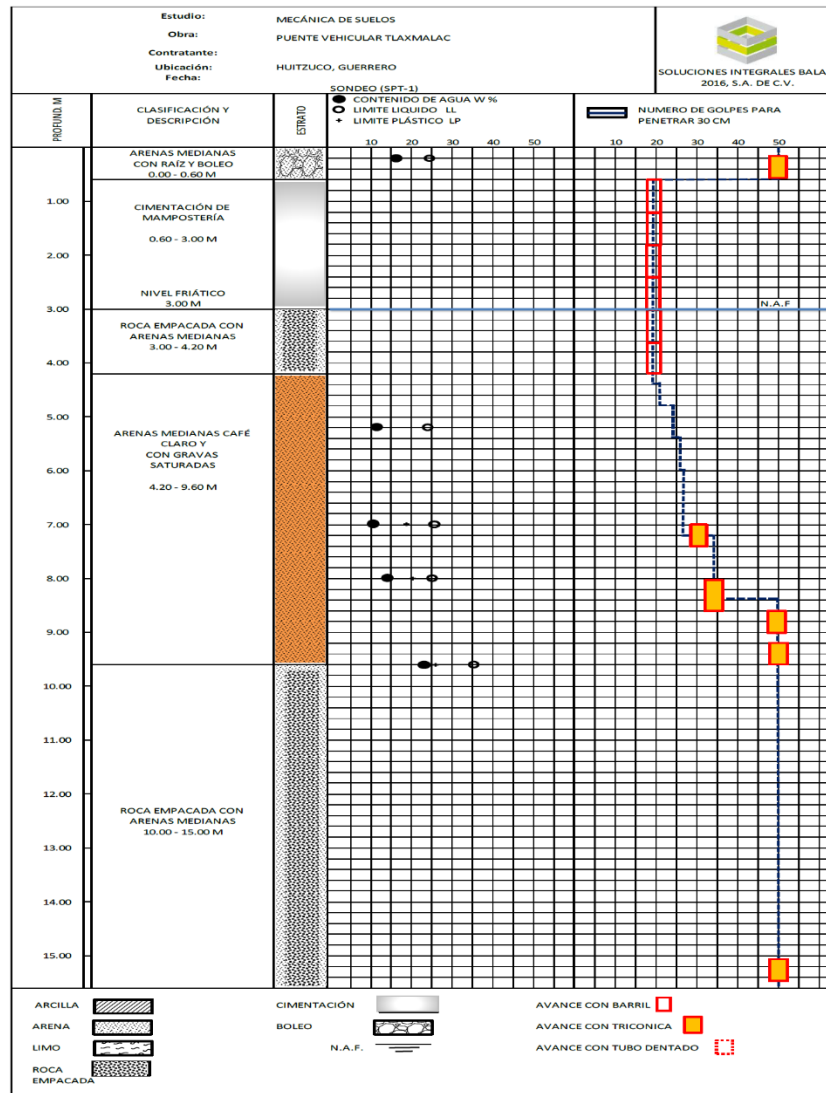 Estudio: MECÁNICA DE SUELOS
Obra: PUENTE VEHICULAR TLAXMALAC
Contratante:
Ubicación: HUITZUCO, GUERRERO
Fecha:
SOLUCIONES INTEGRALES BALA
2016, S.A. DE C.V.
SONDEO (SPT-1)
PROFUND. M
CLASIFICACIÓN Y
DESCRIPCIÓN
ESTRATO
CONTENIDO DE AGUA W %
LIMITE LIQUIDO LL
LIMITE PLÁSTICO LP
NUMERO DE GOLPES PARA
PENETRAR 30 CM
10 20 30 40 50 10 20 30 40 50
ARENAS MEDIANAS
CON RAÍZ Y BOLEO
0.00 - 0.60 M
1.00
CIMENTACIÓN DE
MAMPOSTERÍA
0.60 - 3.00 M
2.00
NIVEL FRIÁTICO
3.00 M
N.A.F
3.00
ROCA EMPACADA CON
ARENAS MEDIANAS
3.00 - 4.20 M
4.00
5.00
ARENAS MEDIANAS CAFÉ
CLARO Y
CON GRAVAS
SATURADAS
4.20 - 9.60 M
6.00
7.00
8.00
9.00
10.00
11.00
12.00
ROCA EMPACADA CON
ARENAS MEDIANAS
10.00 - 15.00 M
13.00
14.00
15.00
ARCILLA
ARENA
LIMO
ROCA
EMPACADA
CIMENTACIÓN
BOLEO
N.A.F.
AVANCE CON BARRIL
AVANCE CON TRICONICA
AVANCE CON TUBO DENTADO